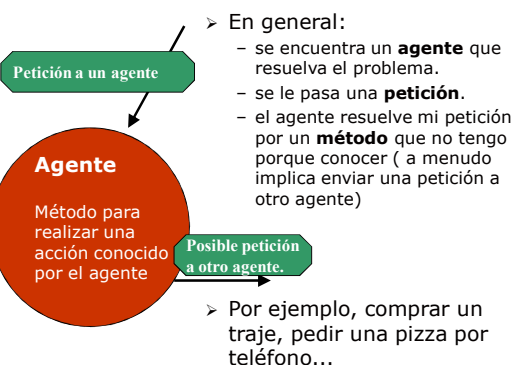 ➢ En general:
– se encuentra un agente que
resuelva el problema.
– se le pasa una petición.
– el agente resuelve mi petición
por un método que no tengo
porque conocer ( a menudo
implica enviar una petición a
otro agente)
Petición a un agente
Agente
Método para
realizar una
acción conocido
por el agente
Posible petición
a otro agente.
➢ Por ejemplo, comprar un
traje, pedir una pizza por
teléfono...